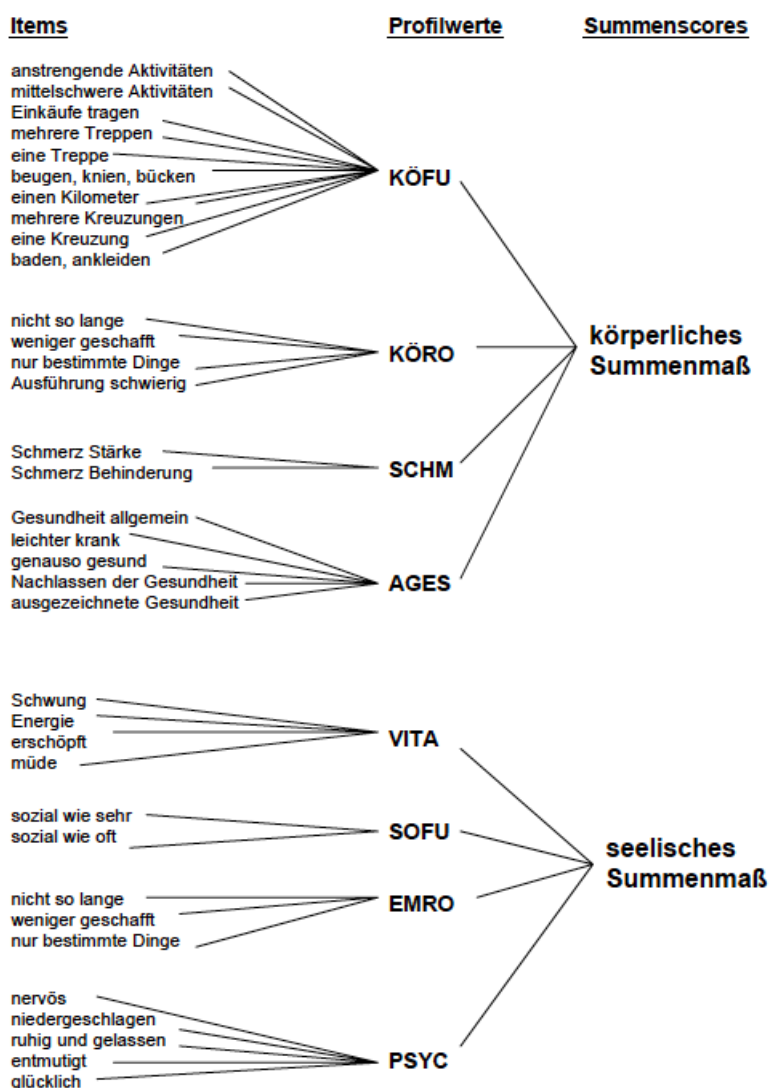 Items Profilwerte Summenscores
anstrengende Aktivitäten
mittelschwere Aktivitäten
Einkäufe tragen
mehrere Treppen
eine Treppe
beugen, knien, bücken
einen Kilometer
mehrere Kreuzungen
eine Kreuzung
baden, ankleiden
KÖFU
nicht so lange
weniger geschafft
nur bestimmte Dinge
Ausführung schwierig
KÖRO
körperliches
Summenmaß
Schmerz Stärke
Schmerz Behinderung
SCHM
Gesundheit allgemein
leichter krank
genauso gesund
Nachlassen der Gesundheit
ausgezeichnete Gesundheit
AGES
Schwung
Energie
erschöpft
müde
VITA
sozial wie sehr
sozial wie oft
SOFU
seelisches
Summenmaß
nicht so lange
weniger geschafft
nur bestimmte Dinge
EMRO
nervös
niedergeschlagen
ruhig und gelassen
entmutigt
glücklich
PSYC